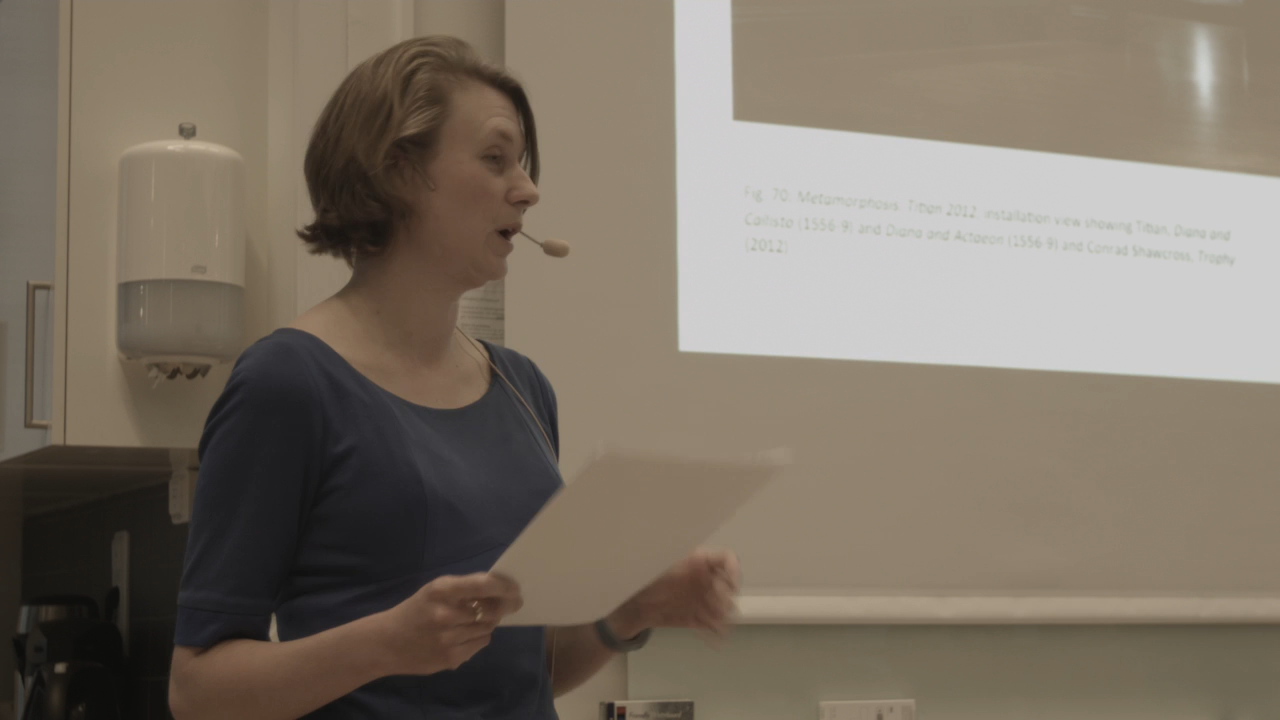 Fig. 70: Metamorphosis: Titian 2012, installation view showing Titian, Diana and
Callisto (1556-9) and Diana and Actaeon (1556-9) and Conrad Shawcross, Trophy
(2012)